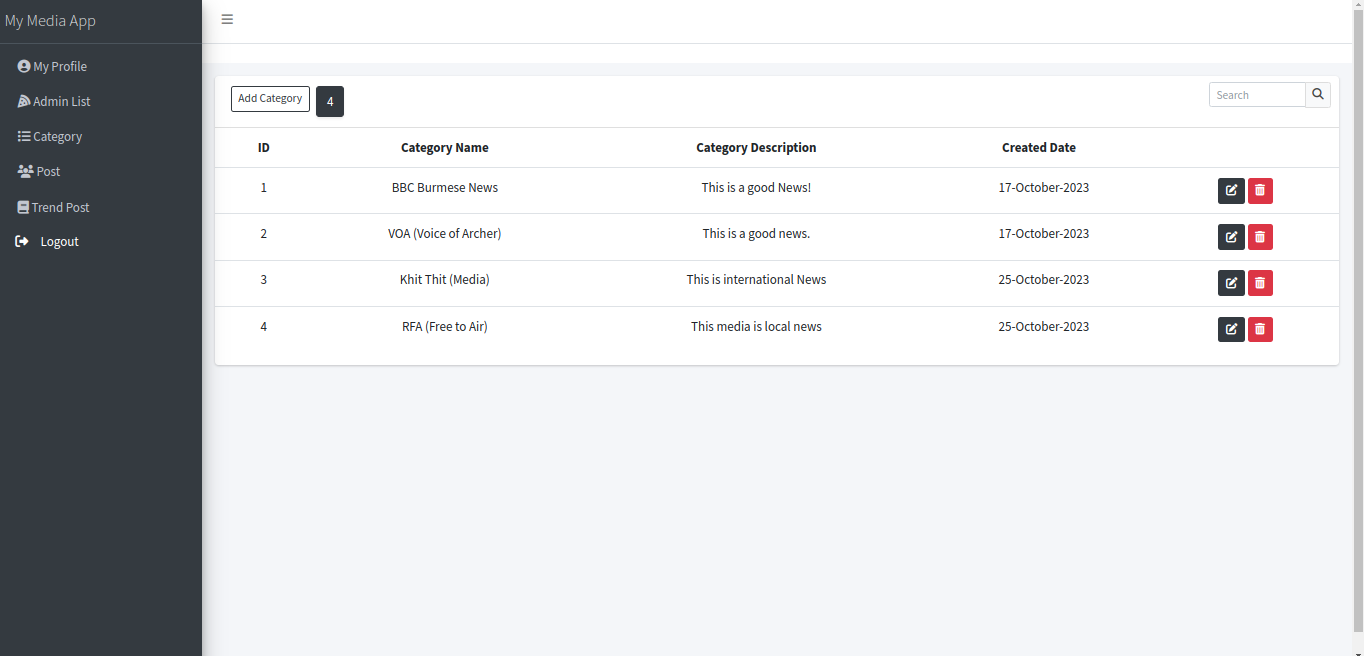 My Media App
My Profile
Admin List
Category
Post
Trend Post
Logout
Add Category 4 Search
ID Category Name Category Description Created Date
1 BBC Burmese News This is a good News! 17-October-2023
2 VOA (Voice of Archer) This is a good news. 17-October-2023
3 Khit Thit (Media) This is international News 25-October-2023
4 RFA (Free to Air) This media is local news 25-October-2023